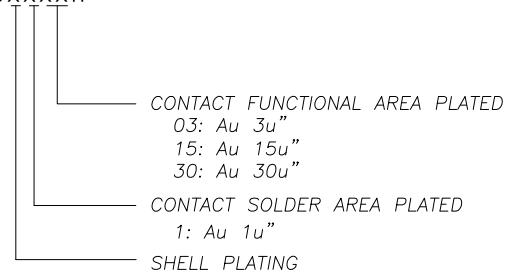 CONTACT FUNCTIONAL AREA PLATED
03: Au 3u"
15: Au 15u"
30: Au 30u"
CONTACT SOLDER AREA PLATED
1: Au 1u"
SHELL PLATING